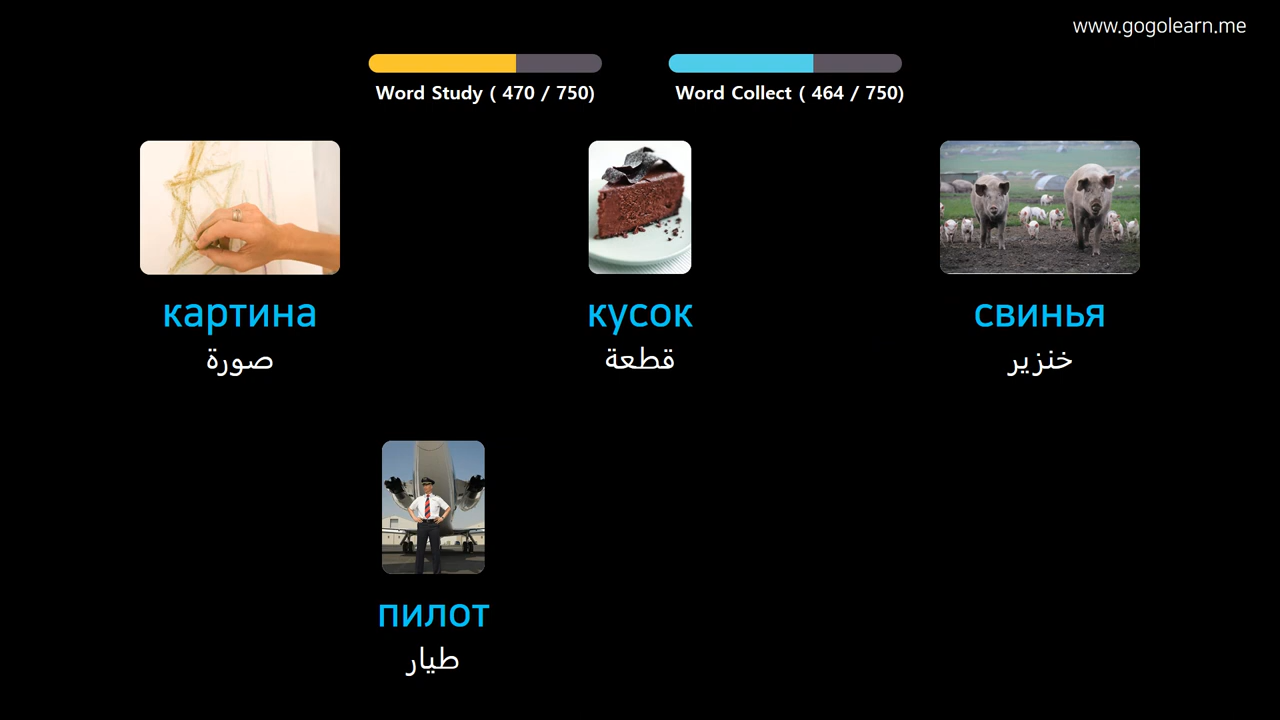 www.gogolearn.me
Word Study ( 470 / 750)
Word Collect ( 464 / 750)
картина
صورة
кусок
قطعة
свинья
خنزير
пилот
طيار